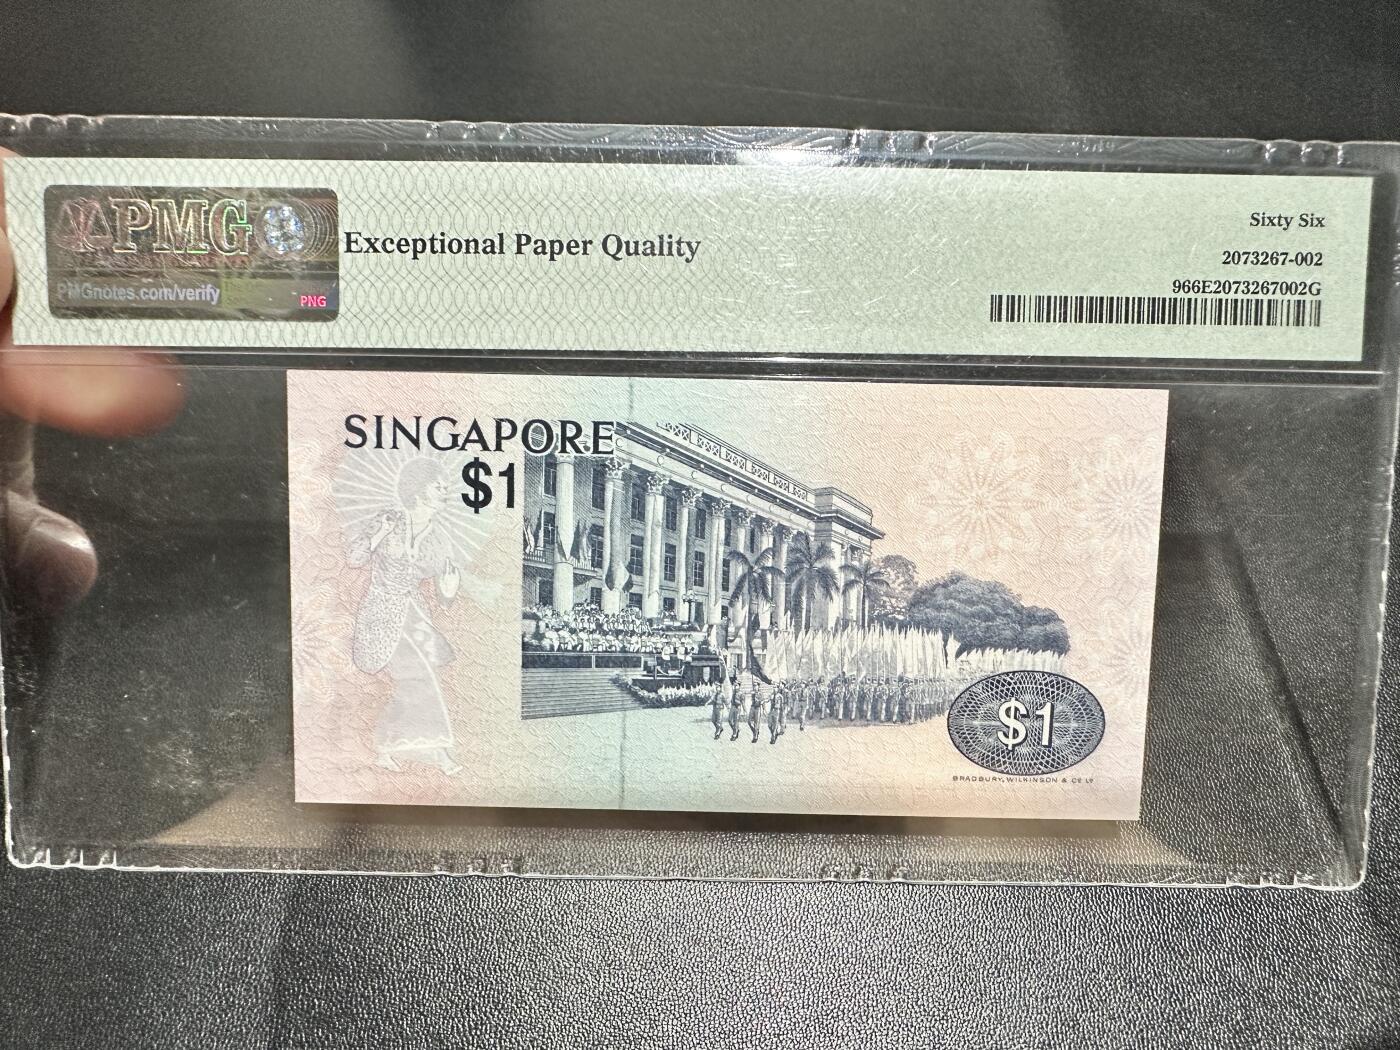 PMG
PMGnotes.com/verify
PNG
Exceptional Paper Quality
Sixty Six
2073267-002
966E2073267002G
SINGAPORE
$1
$1
BRADBURY, WILKINSON & Cº Lᵈ